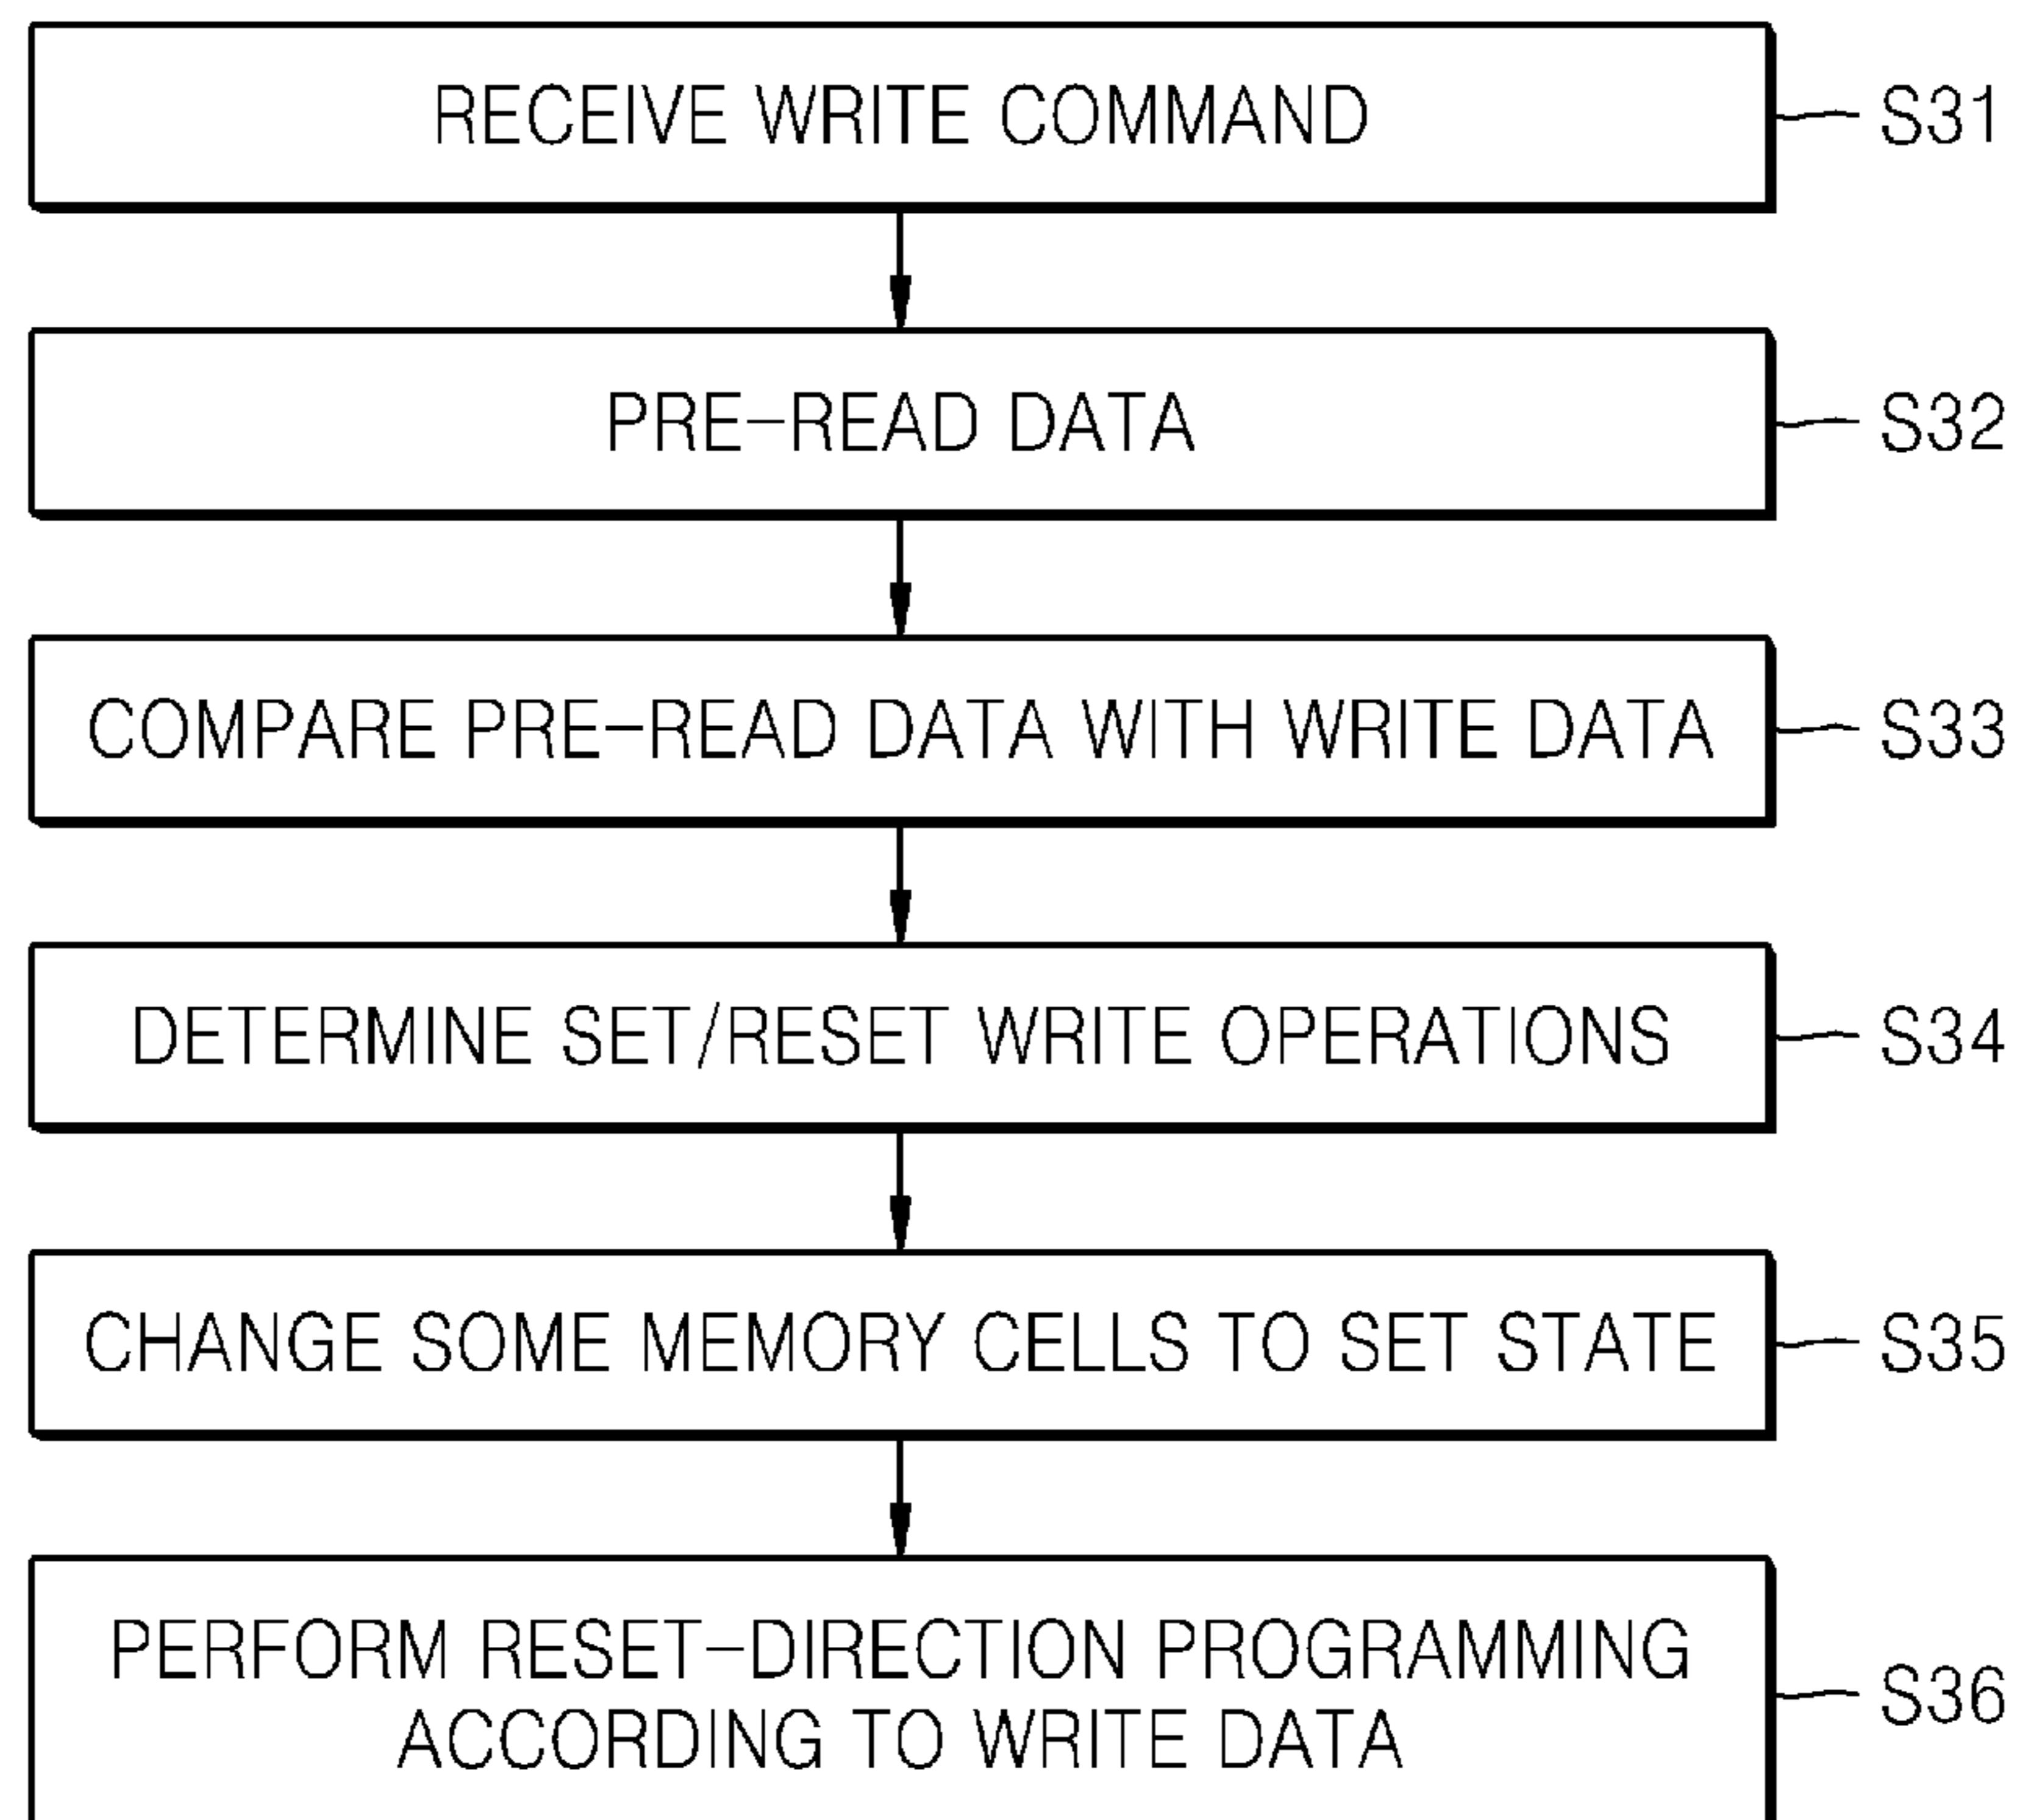 RECEIVE WRITE COMMAND S31
PRE-READ DATA S32
COMPARE PRE-READ DATA WITH WRITE DATA S33
DETERMINE SET/RESET WRITE OPERATIONS S34
CHANGE SOME MEMORY CELLS TO SET STATE S35
PERFORM RESET-DIRECTION PROGRAMMING S36
ACCORDING TO WRITE DATA